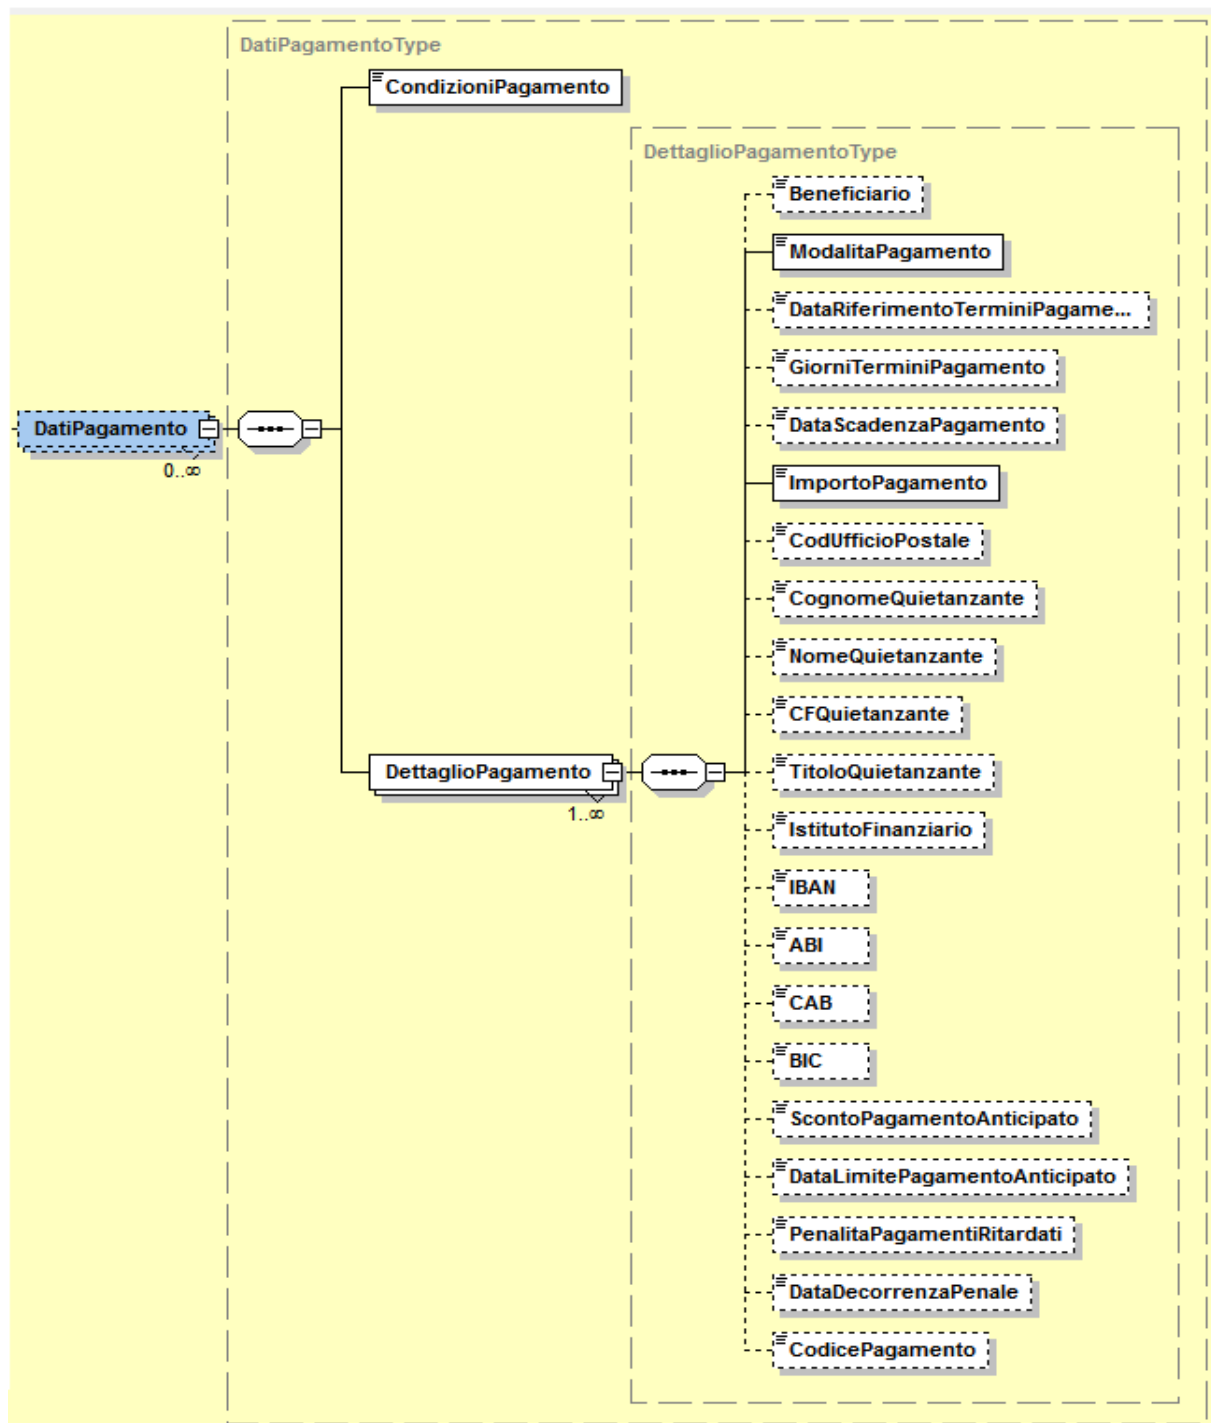 DatiPagamentoType
CondizioniPagamento
DettaglioPagamentoType
Beneficiario
ModalitaPagamento
DataRiferimentoTerminiPagame...
GiorniTerminiPagamento
DataScadenzaPagamento
DatiPagamento
0..∞
ImportoPagamento
CodUfficioPostale
CognomeQuietanzante
NomeQuietanzante
CFQuietanzante
DettaglioPagamento
1..∞
TitoloQuietanzante
IstitutoFinanziario
IBAN
ABI
CAB
BIC
ScontoPagamentoAnticipato
DataLimitePagamentoAnticipato
PenalitaPagamentiRitardati
DataDecorrenzaPenale
CodicePagamento